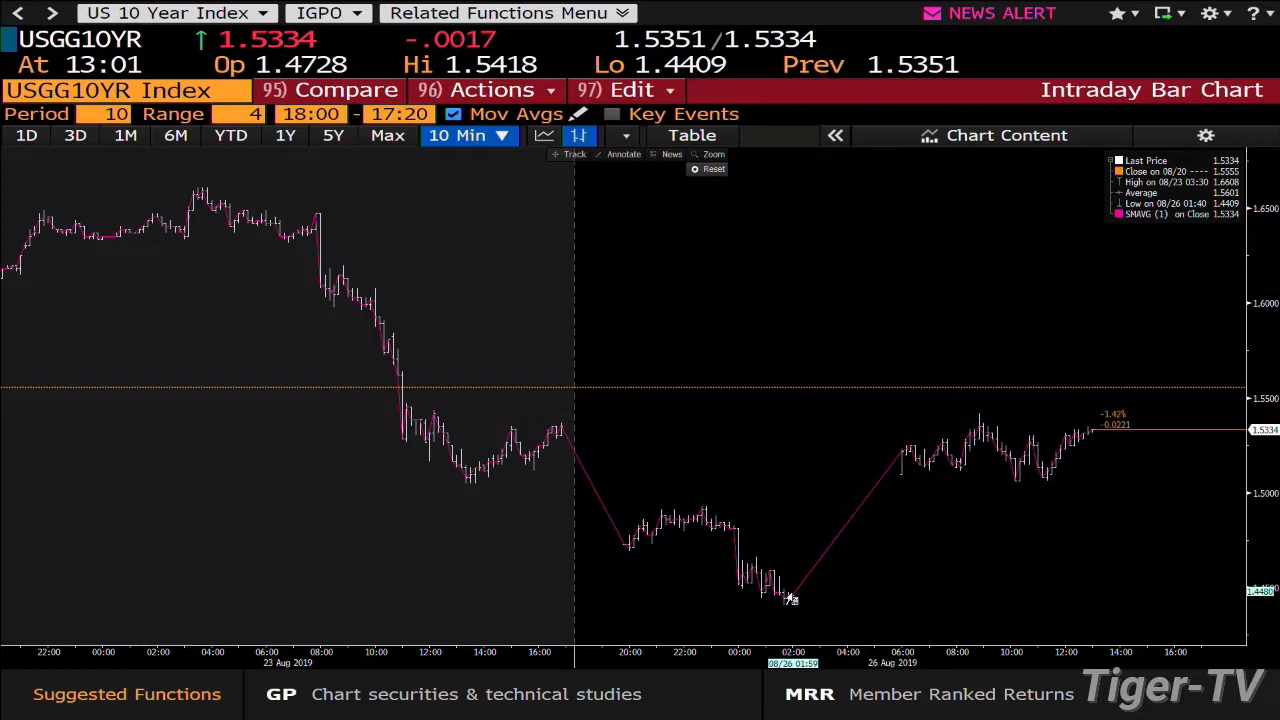 US 10 Year Index IGPO Related Functions Menu NEWS ALERT
USGG10YR ↑ 1.5334 -.0017 1.5351/1.5334
At 13:01 Op 1.4728 Hi 1.5418 Lo 1.4409 Prev 1.5351
USGG10YR Index 95) Compare 96) Actions 97) Edit Intraday Bar Chart
Period 10 Range 4 18:00 - 17:20 Mov Avgs Key Events
1D 3D 1M 6M YTD 1Y 5Y Max 10 Min ▼ Table « Chart Content
Track Annotate News Zoom
Reset
Last Price 1.5334
Close on 08/20 ---- 1.5555
High on 08/23 03:30 1.6608
Average 1.5601
Low on 08/26 01:40 1.4409
SMAVG (1) on Close 1.5334
1.6500
1.6000
1.5500
-1.42%
-0.0221
1.5334
1.5000
1.4480
22:00 00:00 02:00 04:00 06:00 08:00 10:00 12:00 14:00 16:00 20:00 22:00 00:00 02:00 04:00 06:00 08:00 10:00 12:00 14:00 16:00
23 Aug 2019 08/26 01:59 26 Aug 2019
Suggested Functions GP Chart securities & technical studies MRR Member Ranked Returns
Tiger-TV